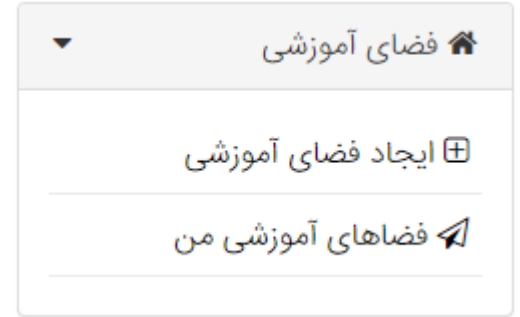 فضای آموزشی
ایجاد فضای آموزشی
فضاهای آموزشی من